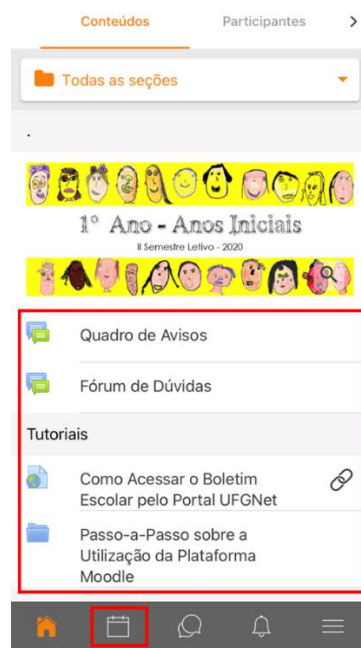 Conteúdos Participantes >
Todas as seções
.
1º Ano - Anos Iniciais
II Semestre Letivo - 2020
Quadro de Avisos
Fórum de Dúvidas
Tutoriais
Como Acessar o Boletim
Escolar pelo Portal UFGNet
Passo-a-Passo sobre a
Utilização da Plataforma
Moodle